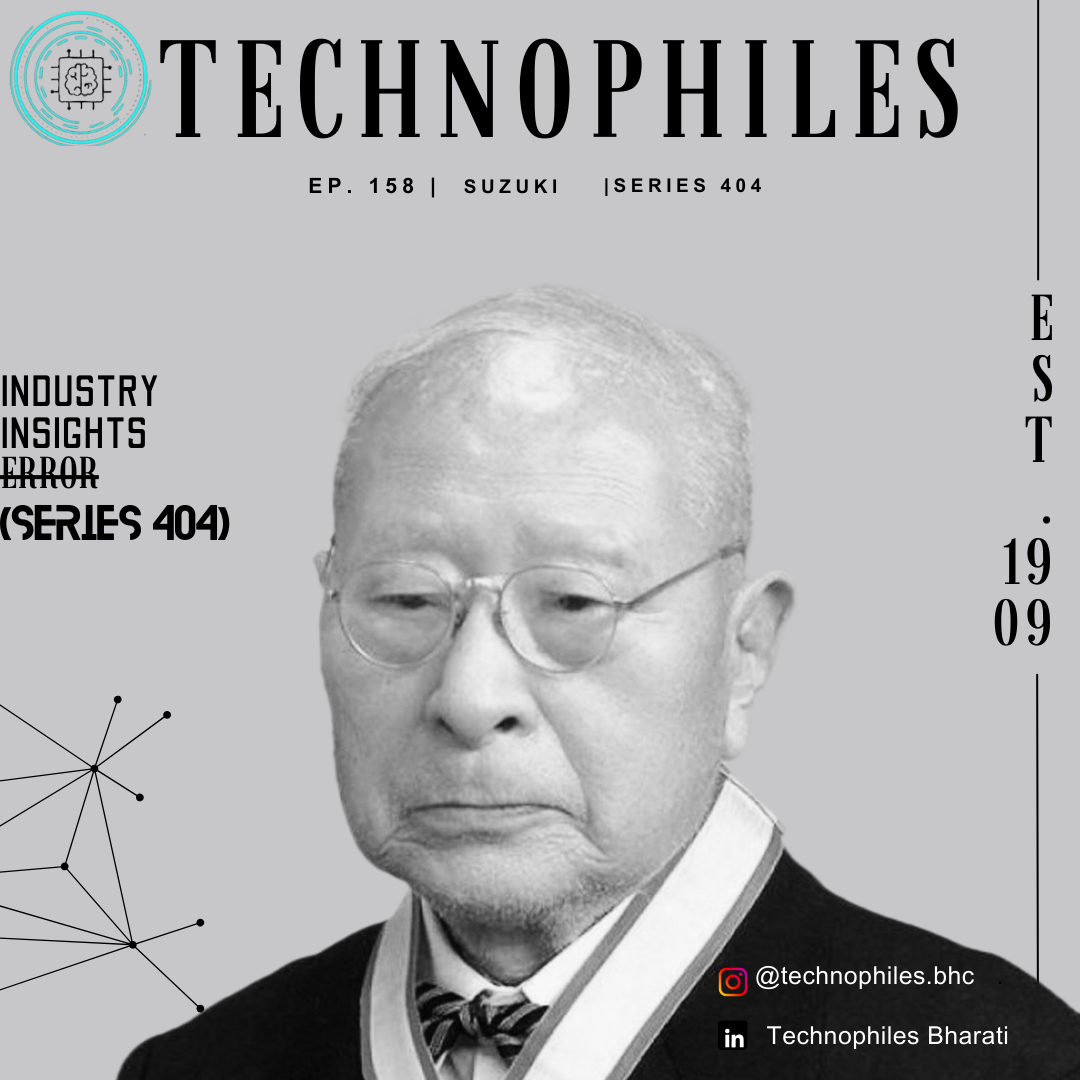 TECHNOPHILES
EP. 158 | SUZUKI |SERIES 404
INDUSTRY
INSIGHTS
ERROR
(SERIES 404)
E
S
T
.
19
09
@technophiles.bhc
Technophiles Bharati